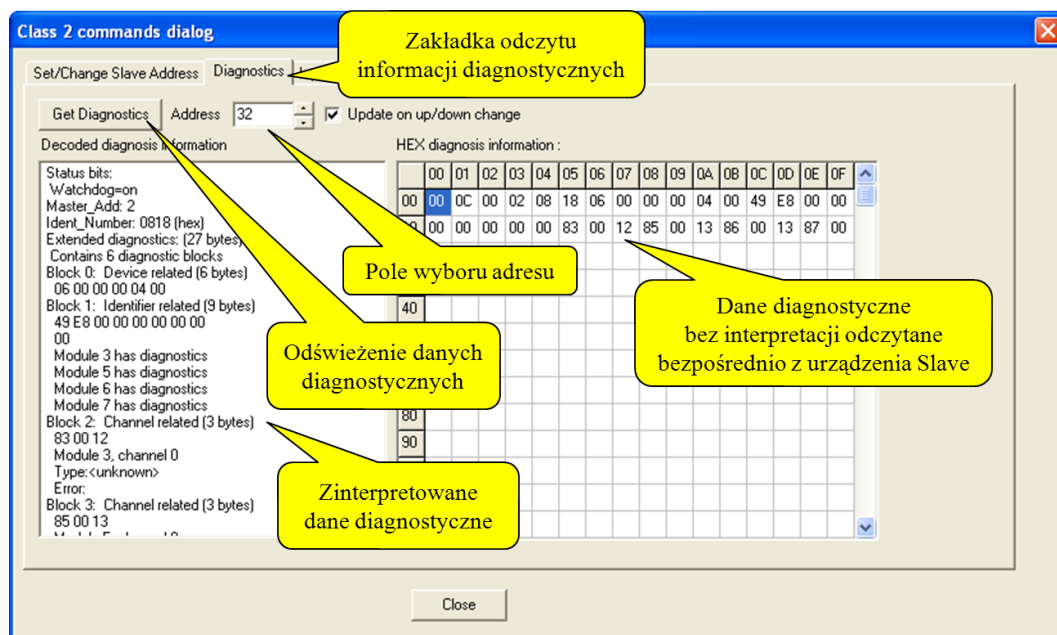 Class 2 commands dialog
Zakładka odczytu
informacji diagnostycznych
Set/Change Slave Address Diagnostics
Get Diagnostics Address 32 Update on up/down change
Decoded diagnosis information HEX diagnosis information :
Status bits:
Watchdog=on
Master_Add: 2
Ident_Number: 0818 (hex)
Extended diagnostics: (27 bytes)
Contains 6 diagnostic blocks
Block 0: Device related (6 bytes)
06 00 00 00 04 00
Block 1: Identifier related (9 bytes)
49 E8 00 00 00 00 00 00
00
Module 3 has diagnostics
Module 5 has diagnostics
Module 6 has diagnostics
Module 7 has diagnostics
Block 2: Channel related (3 bytes)
83 00 12
Module 3, channel 0
Type:<unknown>
Error:
Block 3: Channel related (3 bytes)
85 00 13
00 01 02 03 04 05 06 07 08 09 0A 0B 0C 0D 0E 0F
00 00 0C 00 02 08 18 06 00 00 00 04 00 49 E8 00 00
00 00 00 00 00 83 00 12 85 00 13 86 00 13 87 00
40
80
90
Pole wyboru adresu
Dane diagnostyczne
bez interpretacji odczytane
bezpośrednio z urządzenia Slave
Odświeżenie danych
diagnostycznych
Zinterpretowane
dane diagnostyczne
Close